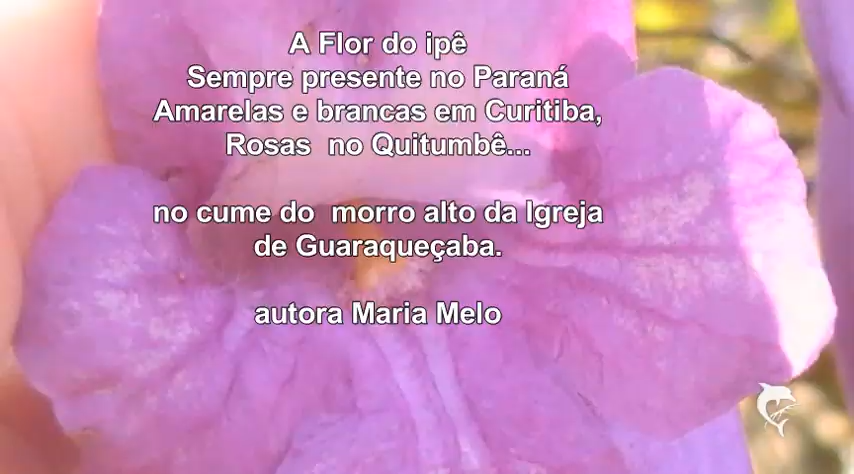 A Flor do ipê
Sempre presente no Paraná
Amarelas e brancas em Curitiba,
Rosas  no Quitumbê...
no cume do  morro alto da Igreja
de Guaraqueçaba.
autora Maria Melo